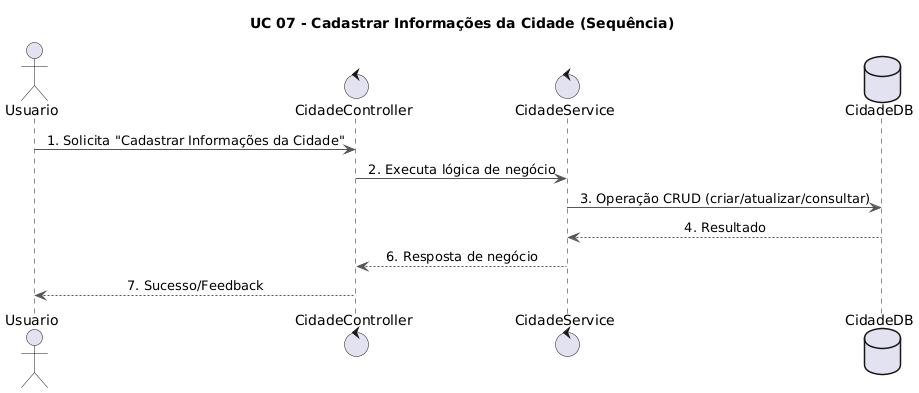 UC 07 - Cadastrar Informações da Cidade (Sequência)
Usuario
CidadeController
CidadeService
CidadeDB
1. Solicita "Cadastrar Informações da Cidade"
2. Executa lógica de negócio
3. Operação CRUD (criar/atualizar/consultar)
4. Resultado
6. Resposta de negócio
7. Sucesso/Feedback
Usuario
CidadeController
CidadeService
CidadeDB